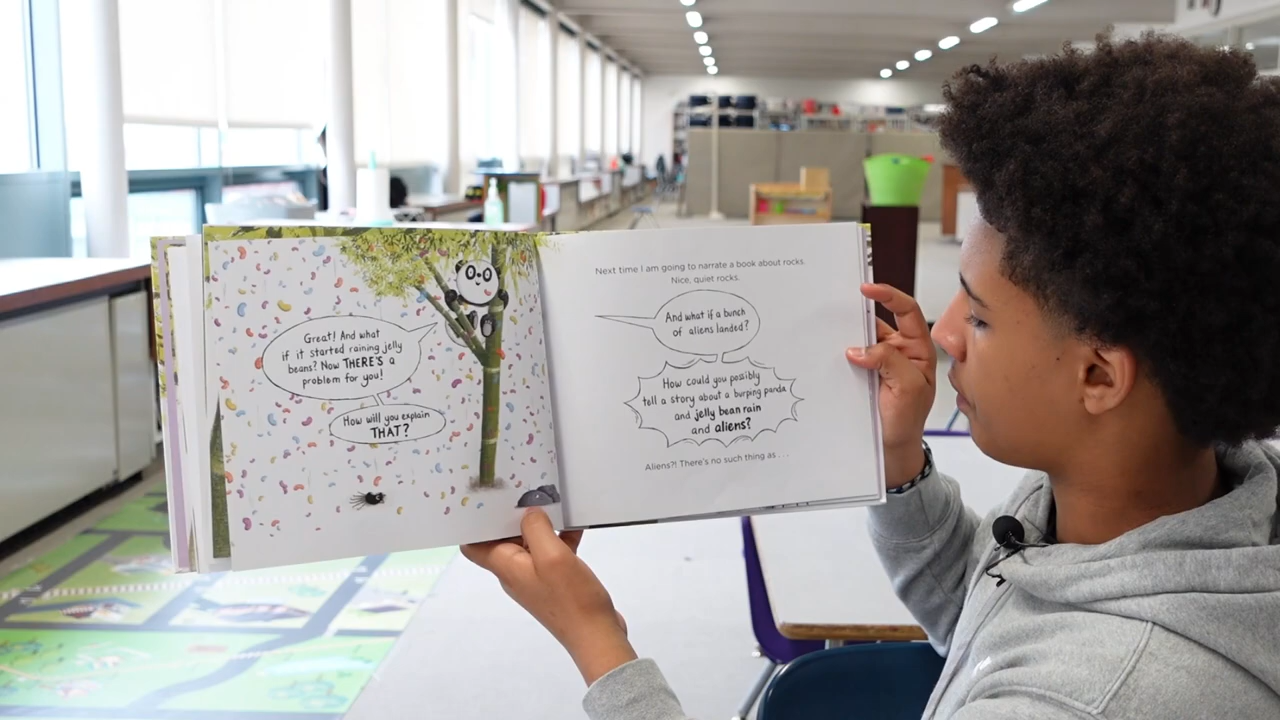 Great! And what
if it started raining jelly
beans? Now THERE'S a
problem for you!
How will you explain
THAT?
Next time I am going to narrate a book about rocks.
Nice, quiet rocks.
And what if a bunch
of aliens landed?
How could you possibly
tell a story about a burping panda
and jelly bean rain
and aliens?
Aliens?! There's no such thing as . . .